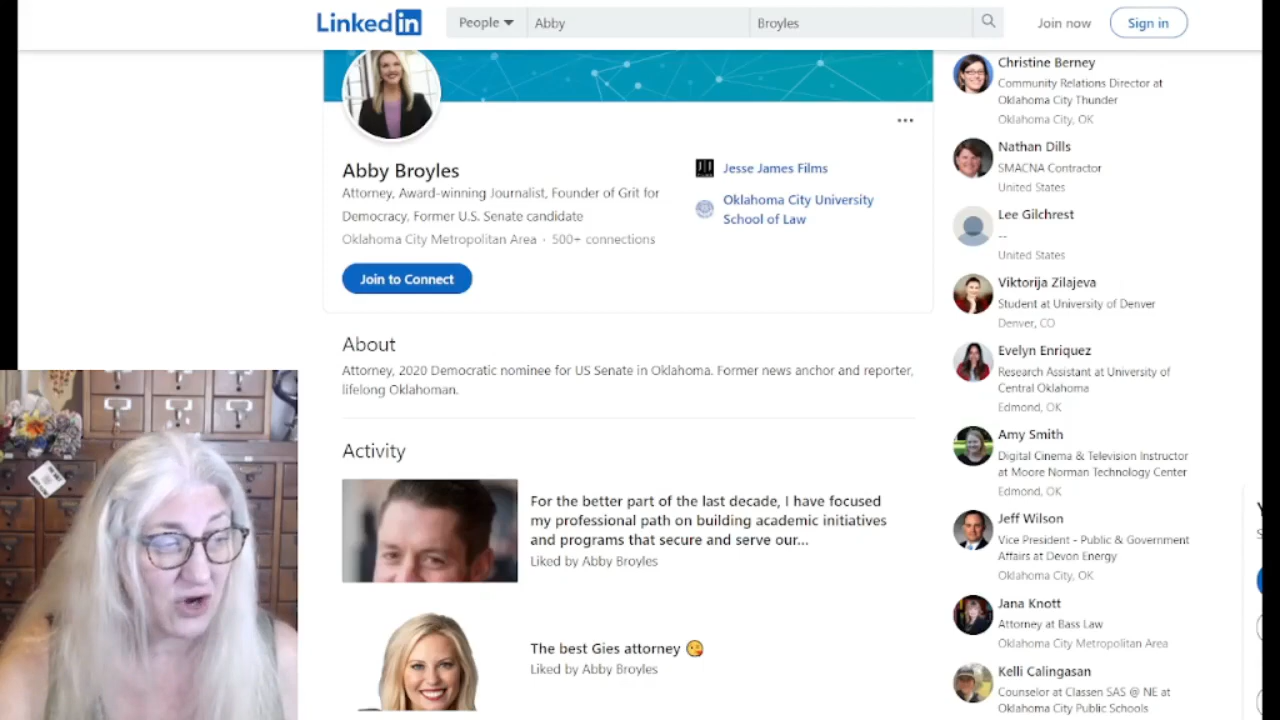 Linked in
People
Abby
Broyles
Join now
Sign in
Abby Broyles
Attorney, Award-winning Journalist, Founder of Grit for
Democracy, Former U.S. Senate candidate
Oklahoma City Metropolitan Area · 500+ connections
Join to Connect
Jesse James Films
Oklahoma City University
School of Law
About
Attorney, 2020 Democratic nominee for US Senate in Oklahoma. Former news anchor and reporter,
lifelong Oklahoman.
Activity
For the better part of the last decade, I have focused
my professional path on building academic initiatives
and programs that secure and serve our...
Liked by Abby Broyles
The best Gies attorney 😘
Liked by Abby Broyles
Christine Berney
Community Relations Director at
Oklahoma City Thunder
Oklahoma City, OK
Nathan Dills
SMACNA Contractor
United States
Lee Gilchrest
--
United States
Viktorija Zilajeva
Student at University of Denver
Denver, CO
Evelyn Enriquez
Research Assistant at University of
Central Oklahoma
Edmond, OK
Amy Smith
Digital Cinema & Television Instructor
at Moore Norman Technology Center
Edmond, OK
Jeff Wilson
Vice President - Public & Government
Affairs at Devon Energy
Oklahoma City, OK
Jana Knott
Attorney at Bass Law
Oklahoma City Metropolitan Area
Kelli Calingasan
Counselor at Classen SAS @ NE at
Oklahoma City Public Schools